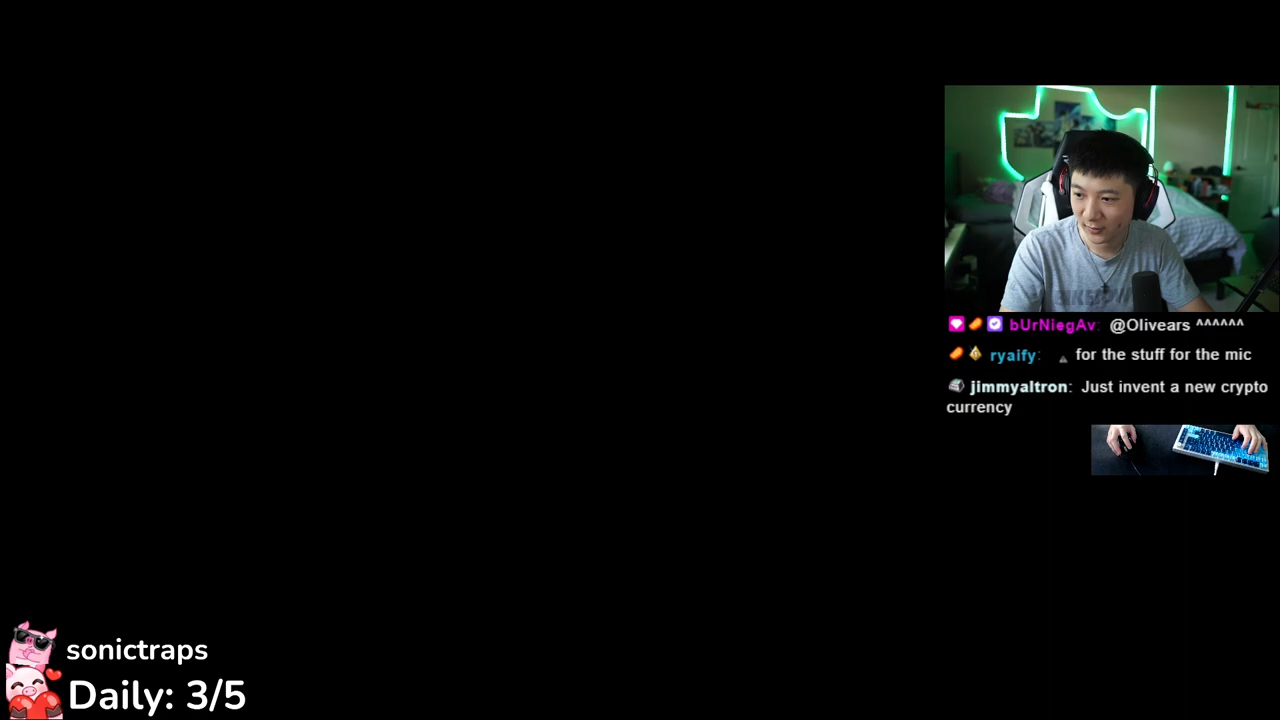 bUrNiegAv: @Olivears ^^^^^^
ryaify: for the stuff for the mic
jimmyaltron: Just invent a new crypto
currency
sonictraps
Daily: 3/5